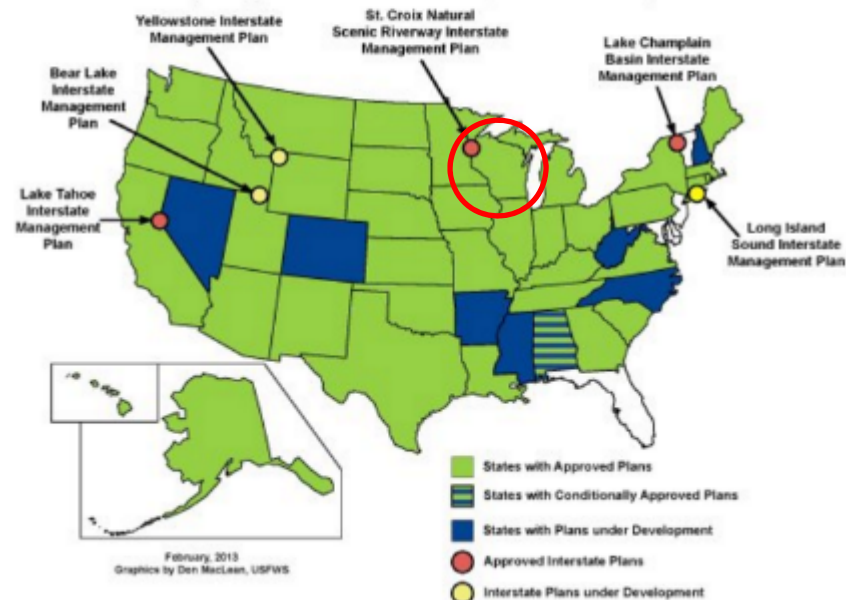 Yellowstone Interstate
Management Plan
St. Croix Natural
Scenic Riverway Interstate
Management Plan
Lake Champlain
Basin Interstate
Management Plan
Bear Lake
Interstate
Management
Plan
Lake Tahoe
Interstate
Management
Plan
Long Island
Sound Interstate
Management Plan
States with Approved Plans
States with Conditionally Approved Plans
States with Plans under Development
Approved Interstate Plans
Interstate Plans under Development
February, 2013
Graphics by Don MacLean, USFWS